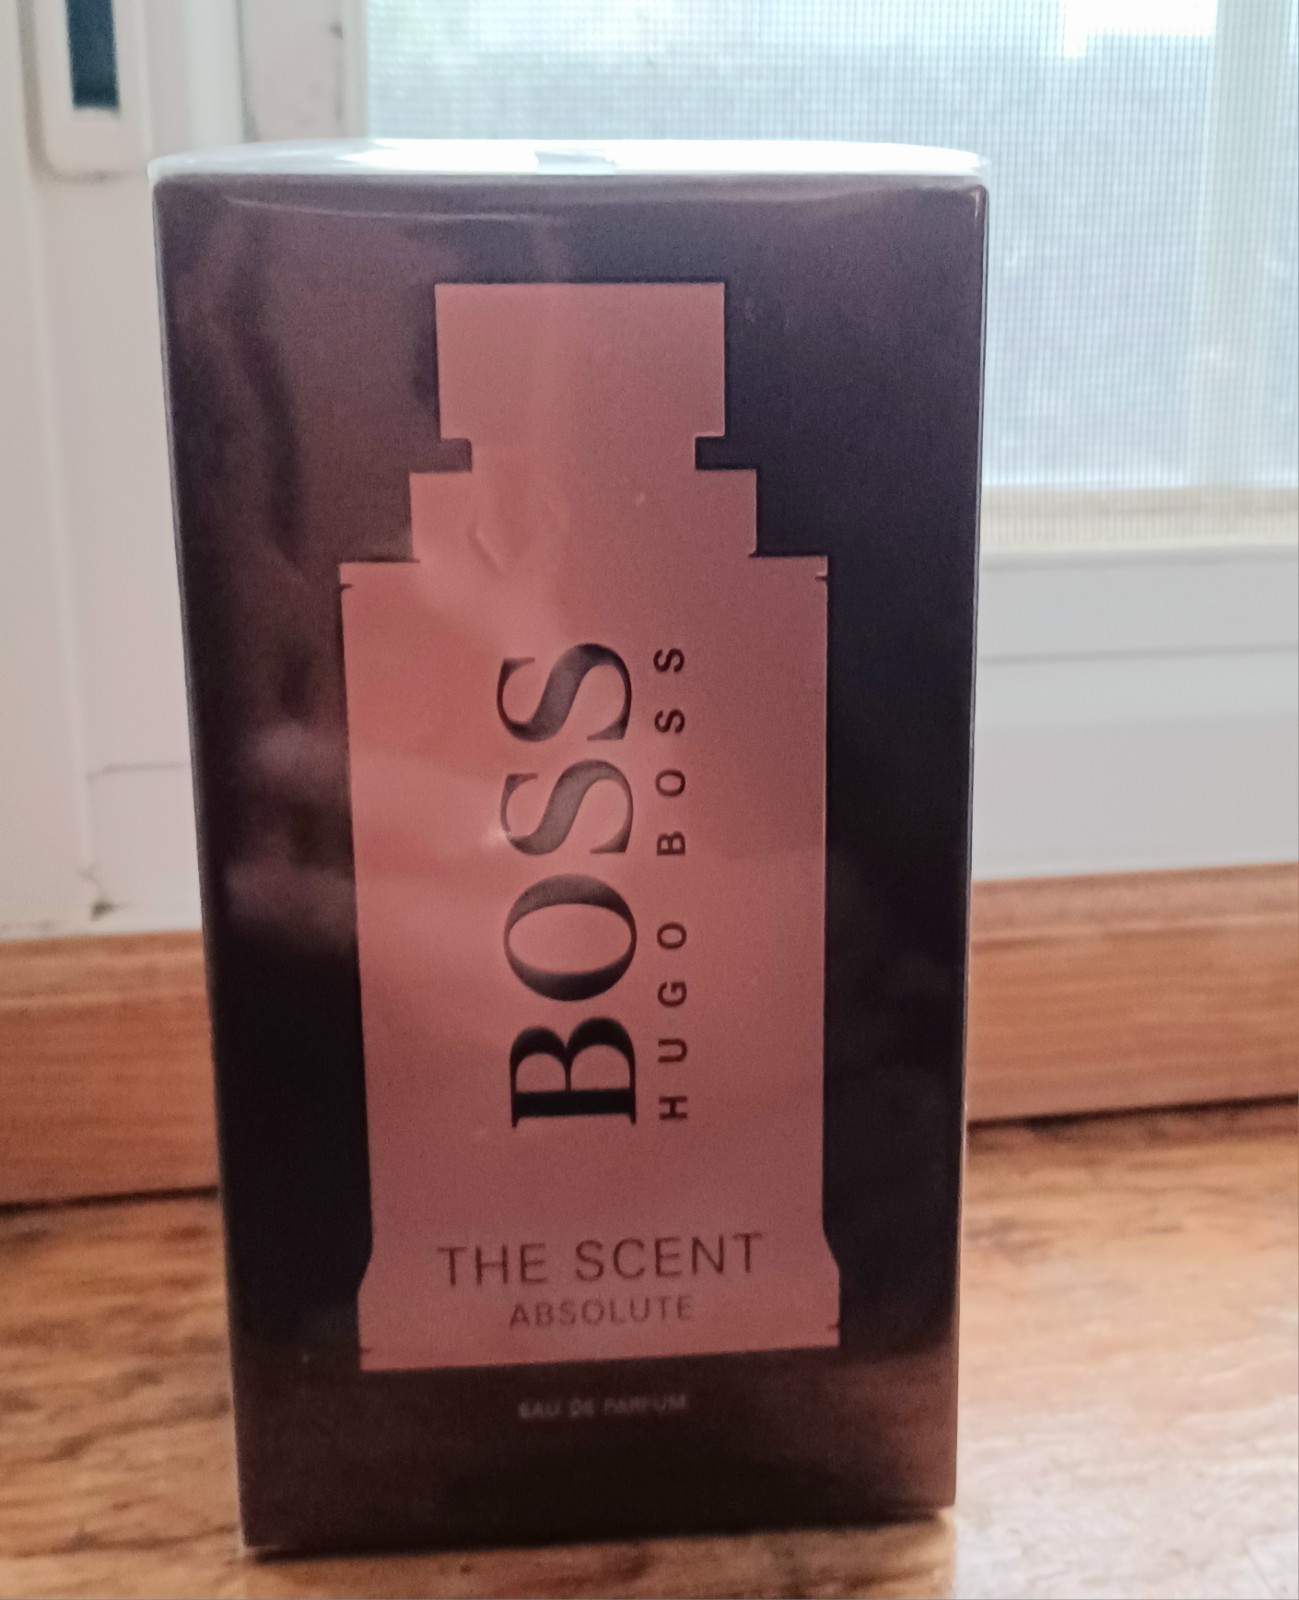 BOSS
HUGO BOSS
THE SCENT
ABSOLUTE
EAU DE PARFUM